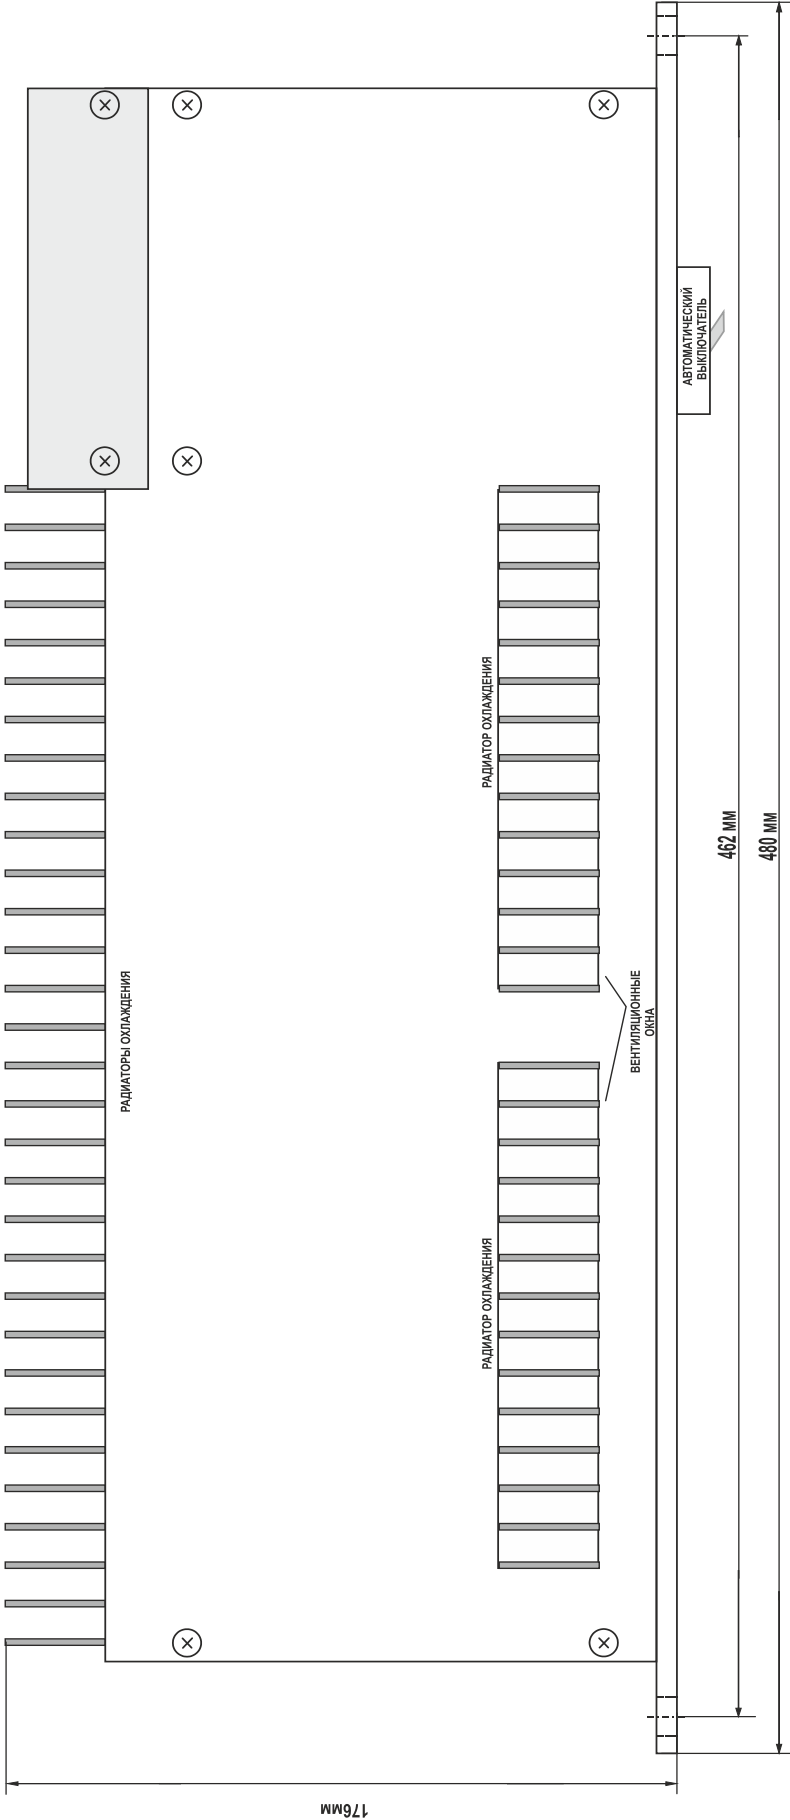 АВТОМАТИЧЕСКИЙ
ВЫКЛЮЧАТЕЛЬ
РАДИАТОР ОХЛАЖДЕНИЯ
462 мм
480 мм
РАДИАТОРЫ ОХЛАЖДЕНИЯ
ВЕНТИЛЯЦИОННЫЕ
ОКНА
РАДИАТОР ОХЛАЖДЕНИЯ
176мм